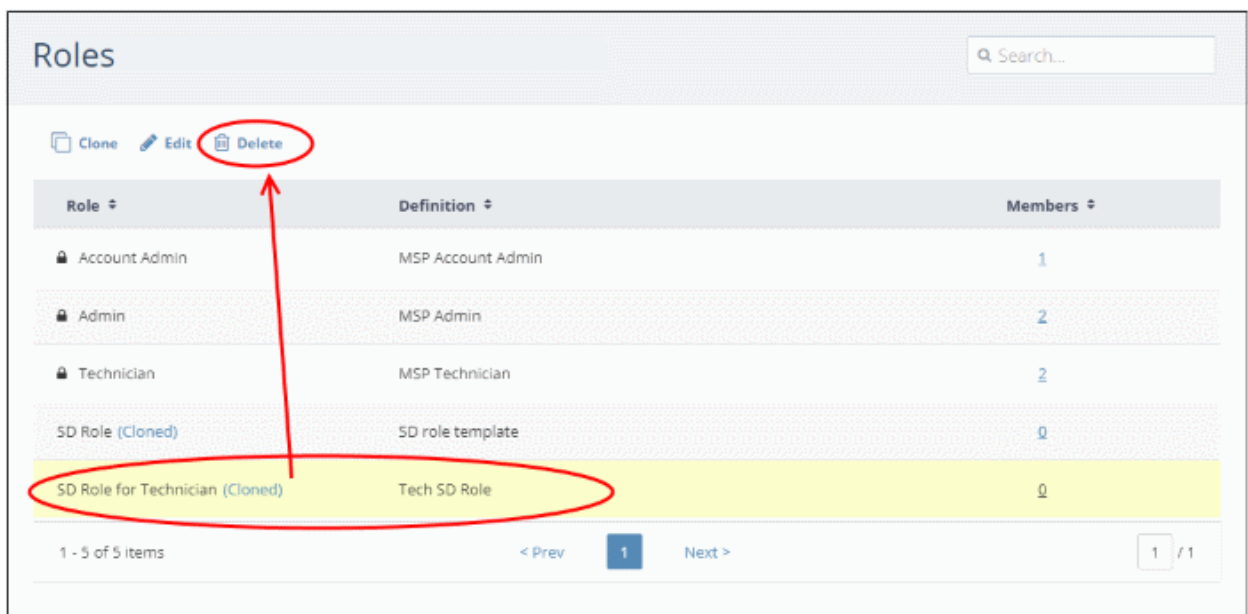 Roles
Search...
Clone Edit Delete
Role Definition Members
Account Admin MSP Account Admin 1
Admin MSP Admin 2
Technician MSP Technician 2
SD Role (Cloned) SD role template 0
SD Role for Technician (Cloned) Tech SD Role 0
1 - 5 of 5 items < Prev 1 Next > 1 / 1